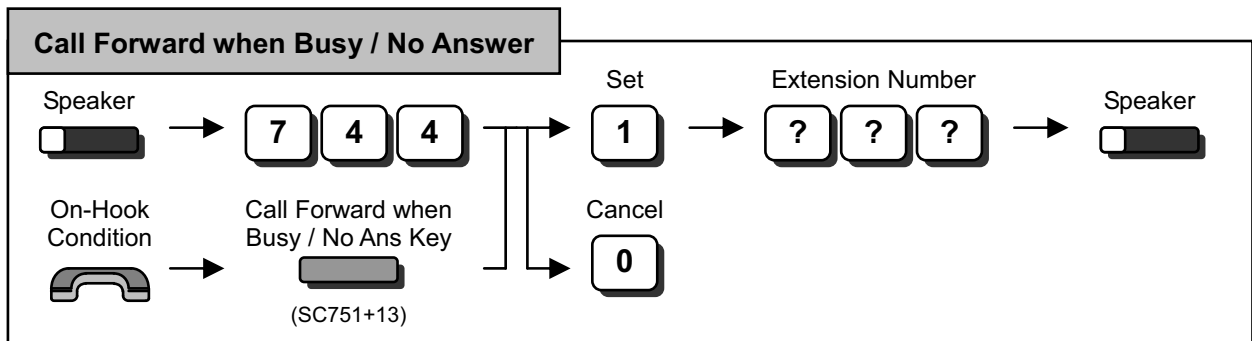 Call Forward when Busy / No Answer
Speaker
7 4 4
Set
1
Extension Number
? ? ?
Speaker
On-Hook
Condition
Call Forward when
Busy / No Ans Key
(SC751+13)
Cancel
0